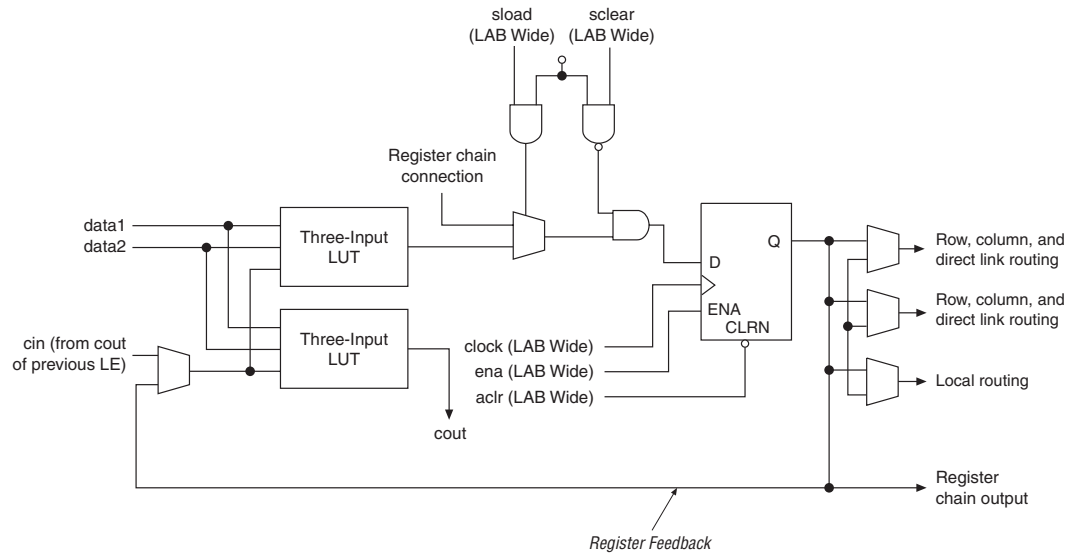 sload
(LAB Wide)
sclear
(LAB Wide)
Register chain
connection
data1
data2
Three-Input
LUT
Q
D
ENA
CLRN
Row, column, and
direct link routing
Row, column, and
direct link routing
Three-Input
LUT
cin (from cout
of previous LE)
clock (LAB Wide)
ena (LAB Wide)
aclr (LAB Wide)
Local routing
cout
Register
chain output
Register Feedback